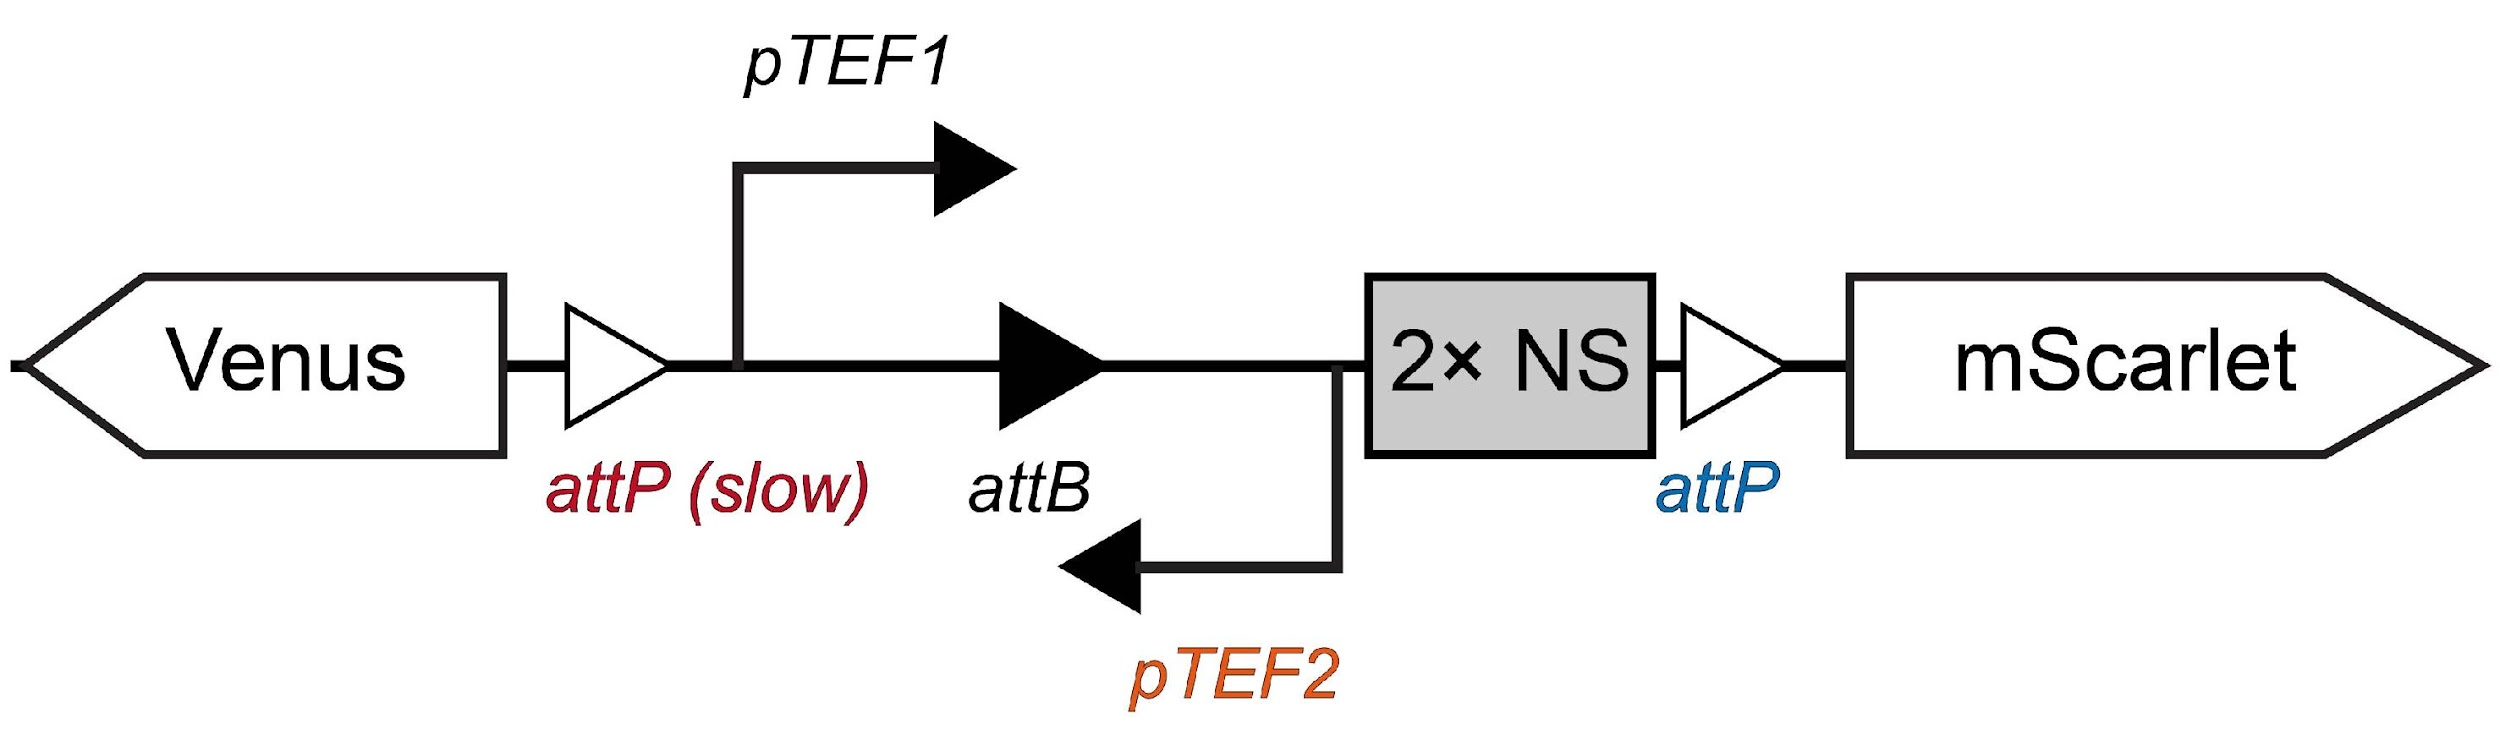 pTEF1
Venus
2× NS
mScarlet
attP (slow)
attB
attP
pTEF2